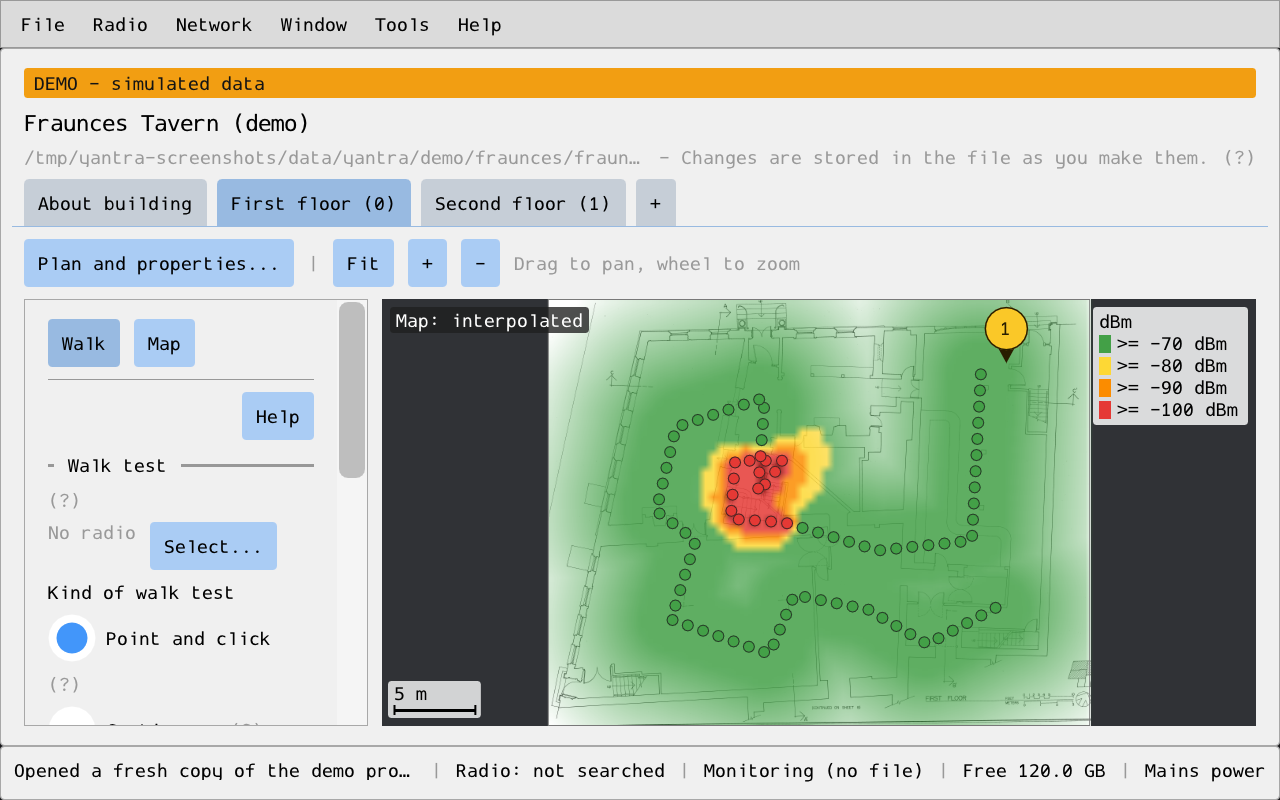 File Radio Network Window Tools Help
DEMO - simulated data
Fraunces Tavern (demo)
/tmp/yantra-screenshots/data/yantra/demo/fraunces/fraun… - Changes are stored in the file as you make them. (?)
About building First floor (0) Second floor (1) +
Plan and properties... | Fit + - Drag to pan, wheel to zoom
Walk Map
Help
Walk test
(?)
No radio Select...
Kind of walk test
Point and click
(?)
Map: interpolated
1
dBm
>= -70 dBm
>= -80 dBm
>= -90 dBm
>= -100 dBm
5 m
FIRST FLOOR
Opened a fresh copy of the demo pro… | Radio: not searched | Monitoring (no file) | Free 120.0 GB | Mains power